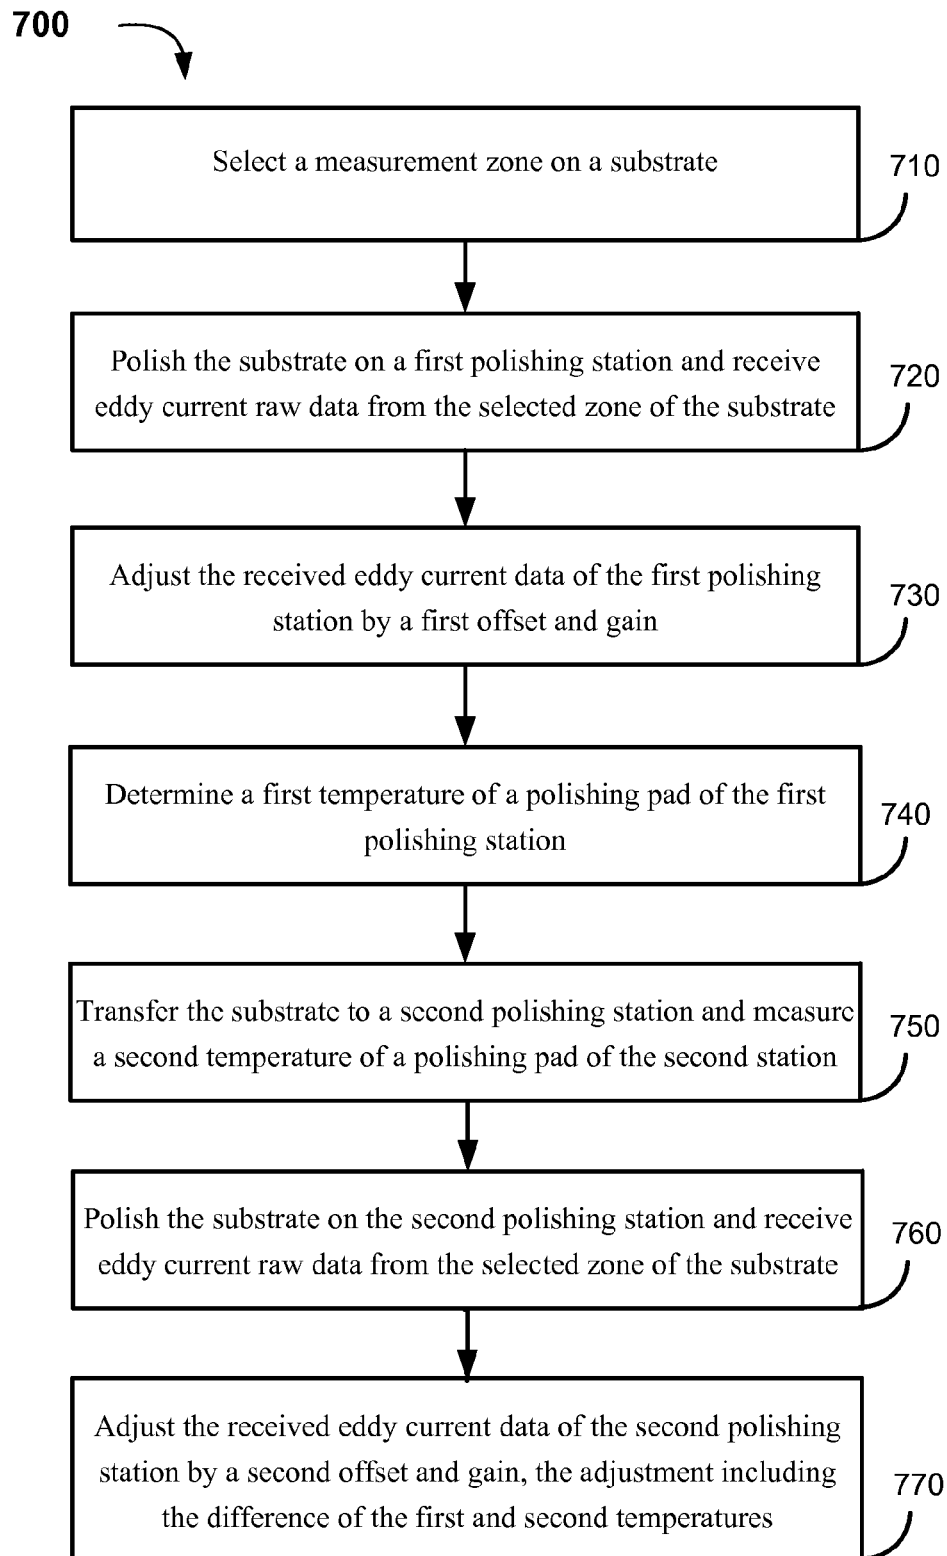 700
Select a measurement zone on a substrate
710
Polish the substrate on a first polishing station and receive
eddy current raw data from the selected zone of the substrate
720
Adjust the received eddy current data of the first polishing
station by a first offset and gain
730
Determine a first temperature of a polishing pad of the first
polishing station
740
Transfer the substrate to a second polishing station and measure
a second temperature of a polishing pad of the second station
750
Polish the substrate on the second polishing station and receive
eddy current raw data from the selected zone of the substrate
760
Adjust the received eddy current data of the second polishing
station by a second offset and gain, the adjustment including
the difference of the first and second temperatures
770